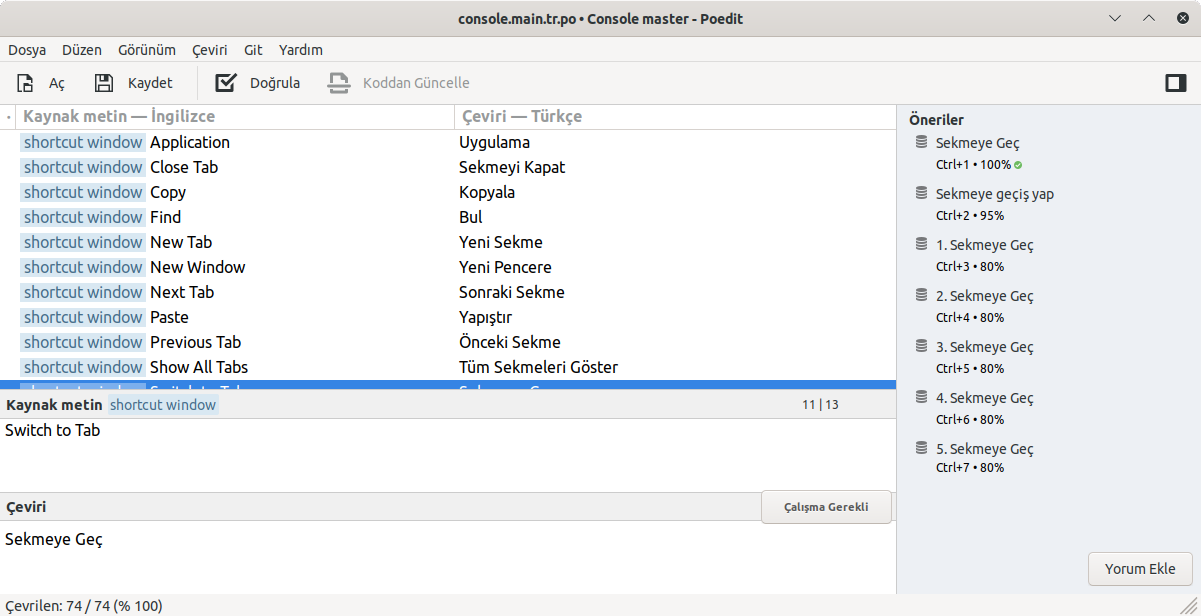 console.main.tr.po • Console master - Poedit
Dosya Düzen Görünüm Çeviri Git Yardım
Aç Kaydet Doğrula Koddan Güncelle
Kaynak metin — İngilizce Çeviri — Türkçe
shortcut window Application Uygulama
shortcut window Close Tab Sekmeyi Kapat
shortcut window Copy Kopyala
shortcut window Find Bul
shortcut window New Tab Yeni Sekme
shortcut window New Window Yeni Pencere
shortcut window Next Tab Sonraki Sekme
shortcut window Paste Yapıştır
shortcut window Previous Tab Önceki Sekme
shortcut window Show All Tabs Tüm Sekmeleri Göster
shortcut window Switch to Tab Sekmeye Geç
Kaynak metin shortcut window 11 | 13
Switch to Tab
Çeviri Çalışma Gerekli
Sekmeye Geç
Çevrilen: 74 / 74 (% 100)
Öneriler
Sekmeye Geç
Ctrl+1 • 100%
Sekmeye geçiş yap
Ctrl+2 • 95%
1. Sekmeye Geç
Ctrl+3 • 80%
2. Sekmeye Geç
Ctrl+4 • 80%
3. Sekmeye Geç
Ctrl+5 • 80%
4. Sekmeye Geç
Ctrl+6 • 80%
5. Sekmeye Geç
Ctrl+7 • 80%
Yorum Ekle